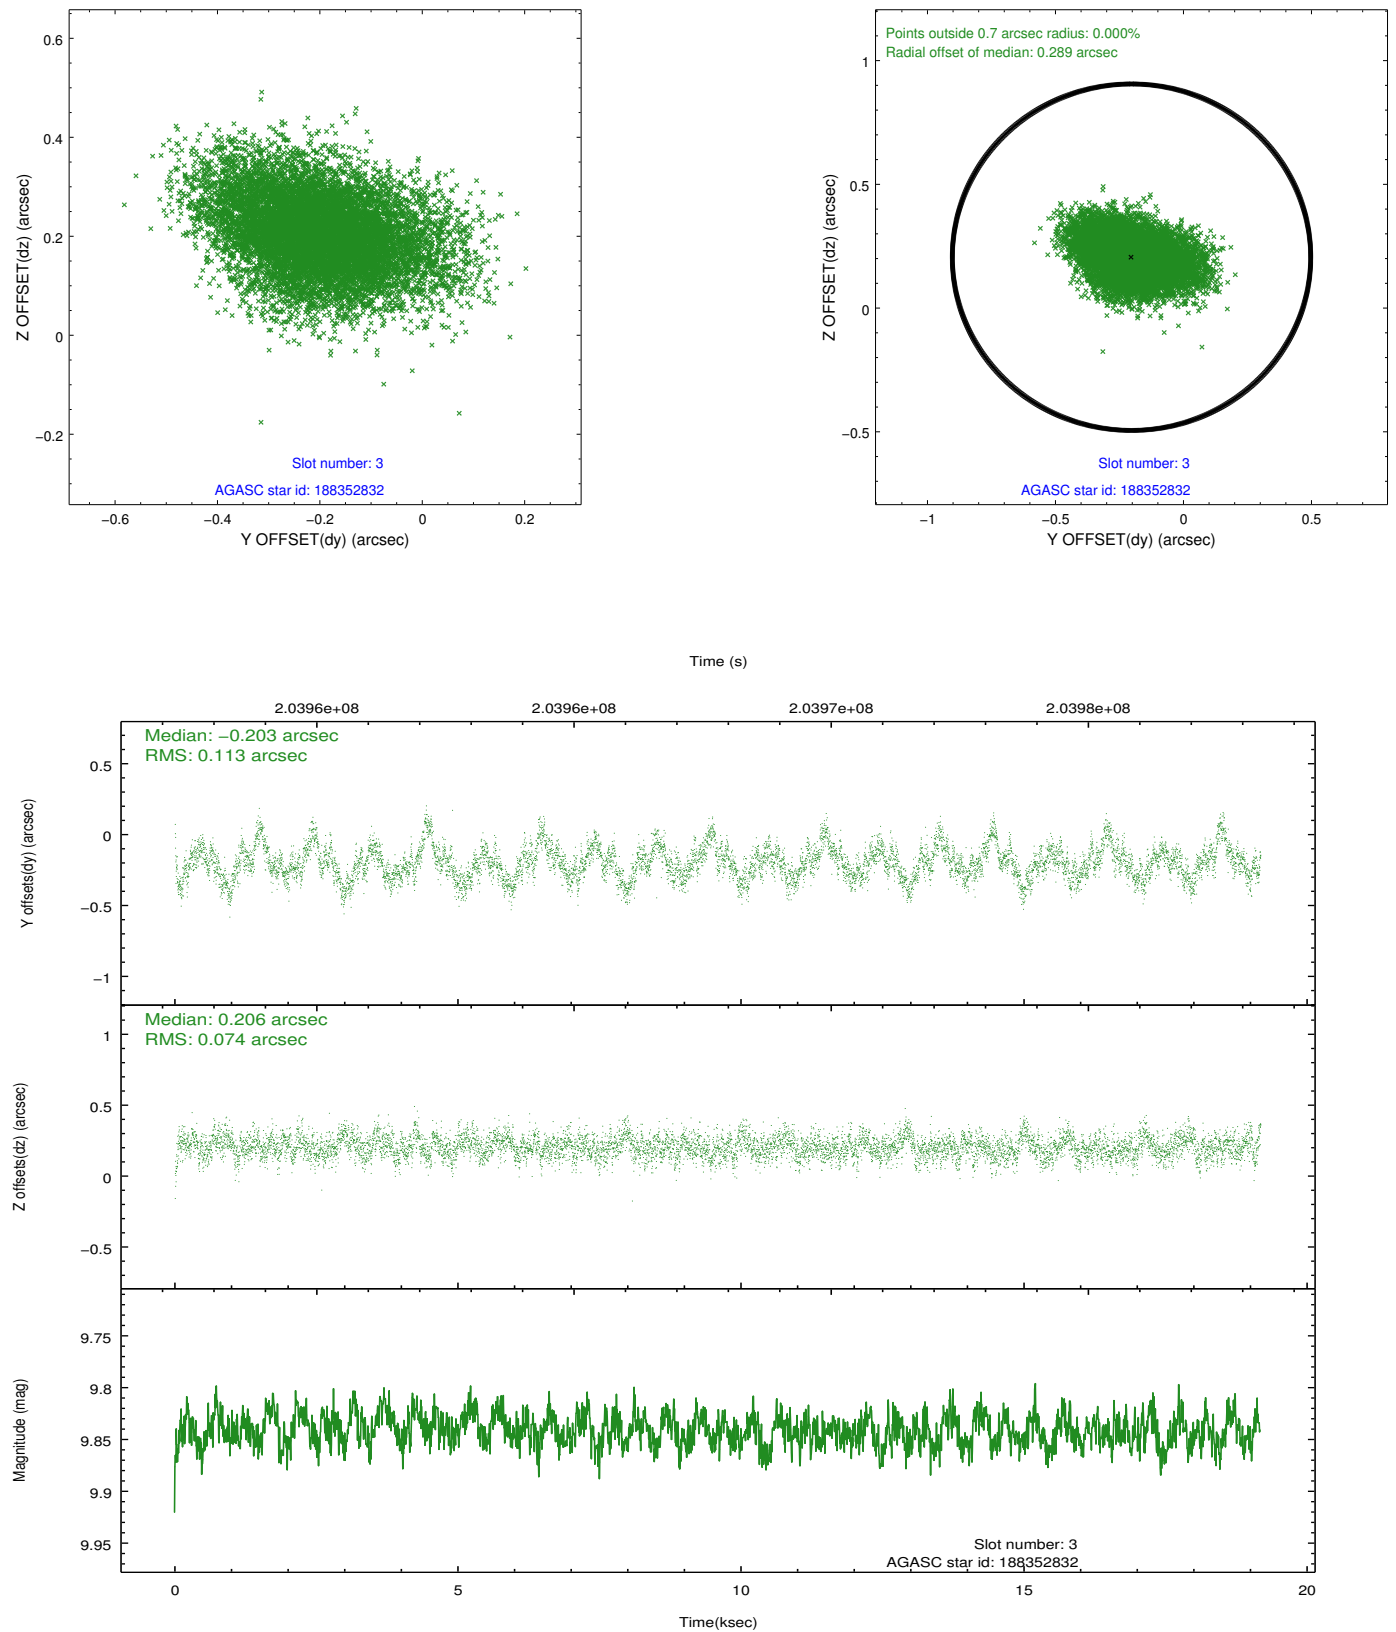 0.6
0.4
0.2
0
−0.2
Z OFFSET(dz) (arcsec)
Slot number: 3
AGASC star id: 188352832
−0.6
−0.4
−0.2
0
0.2
Y OFFSET(dy) (arcsec)
Points outside 0.7 arcsec radius: 0.000%
Radial offset of median: 0.289 arcsec
1
0.5
0
−0.5
Z OFFSET(dz) (arcsec)
Slot number: 3
AGASC star id: 188352832
−1
−0.5
0
0.5
Y OFFSET(dy) (arcsec)
Time (s)
2.0396e+08
2.0396e+08
2.0397e+08
2.0398e+08
Median: −0.203 arcsec
RMS: 0.113 arcsec
0.5
0
−0.5
−1
Y offsets(dy) (arcsec)
Median: 0.206 arcsec
RMS: 0.074 arcsec
1
0.5
0
−0.5
Z offsets(dz) (arcsec)
9.75
9.8
9.85
9.9
9.95
Magnitude (mag)
Slot number: 3
AGASC star id: 188352832
0
5
10
15
20
Time(ksec)